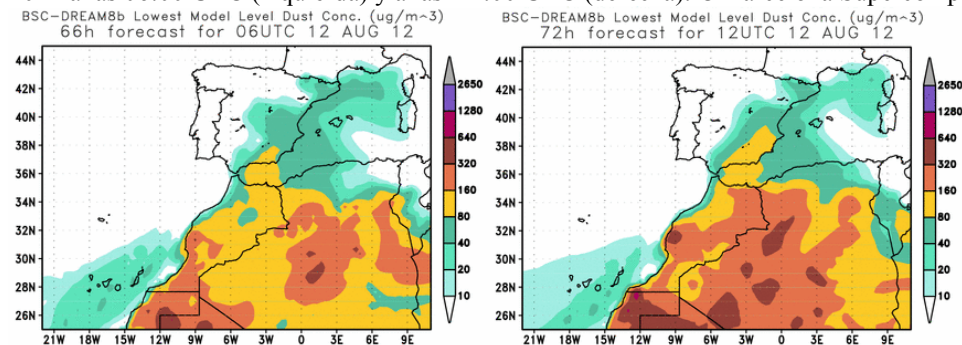 BSC-DREAM8b Lowest Model Level Dust Conc. (ug/m^3)
66h forecast for 06UTC 12 AUG 12
44N
42N
40N
38N
36N
34N
32N
30N
28N
26N
21W 18W 15W 12W 9W 6W 3W 0 3E 6E 9E
2650
1280
640
320
160
80
40
20
10
BSC-DREAM8b Lowest Model Level Dust Conc. (ug/m^3)
72h forecast for 12UTC 12 AUG 12
44N
42N
40N
38N
36N
34N
32N
30N
28N
26N
21W 18W 15W 12W 9W 6W 3W 0 3E 6E 9E
2650
1280
640
320
160
80
40
20
10